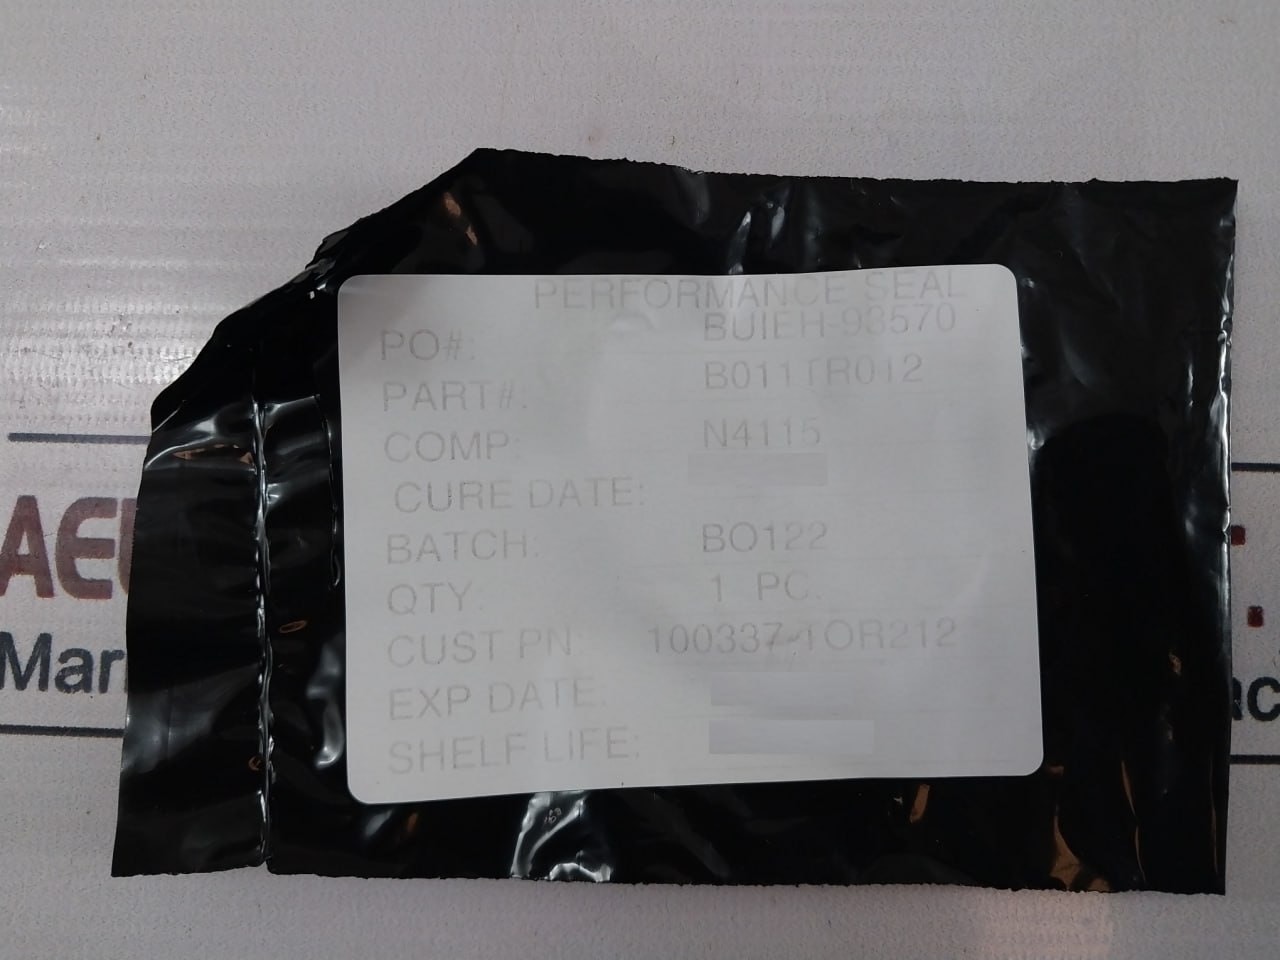 PERFORMANCE SEAL
PO#: BUIEH-93570
PART#: B011TR012
COMP: N4115
CURE DATE:
BATCH: BO122
QTY: 1 PC.
CUST PN: 100337-1OR212
EXP DATE:
SHELF LIFE: